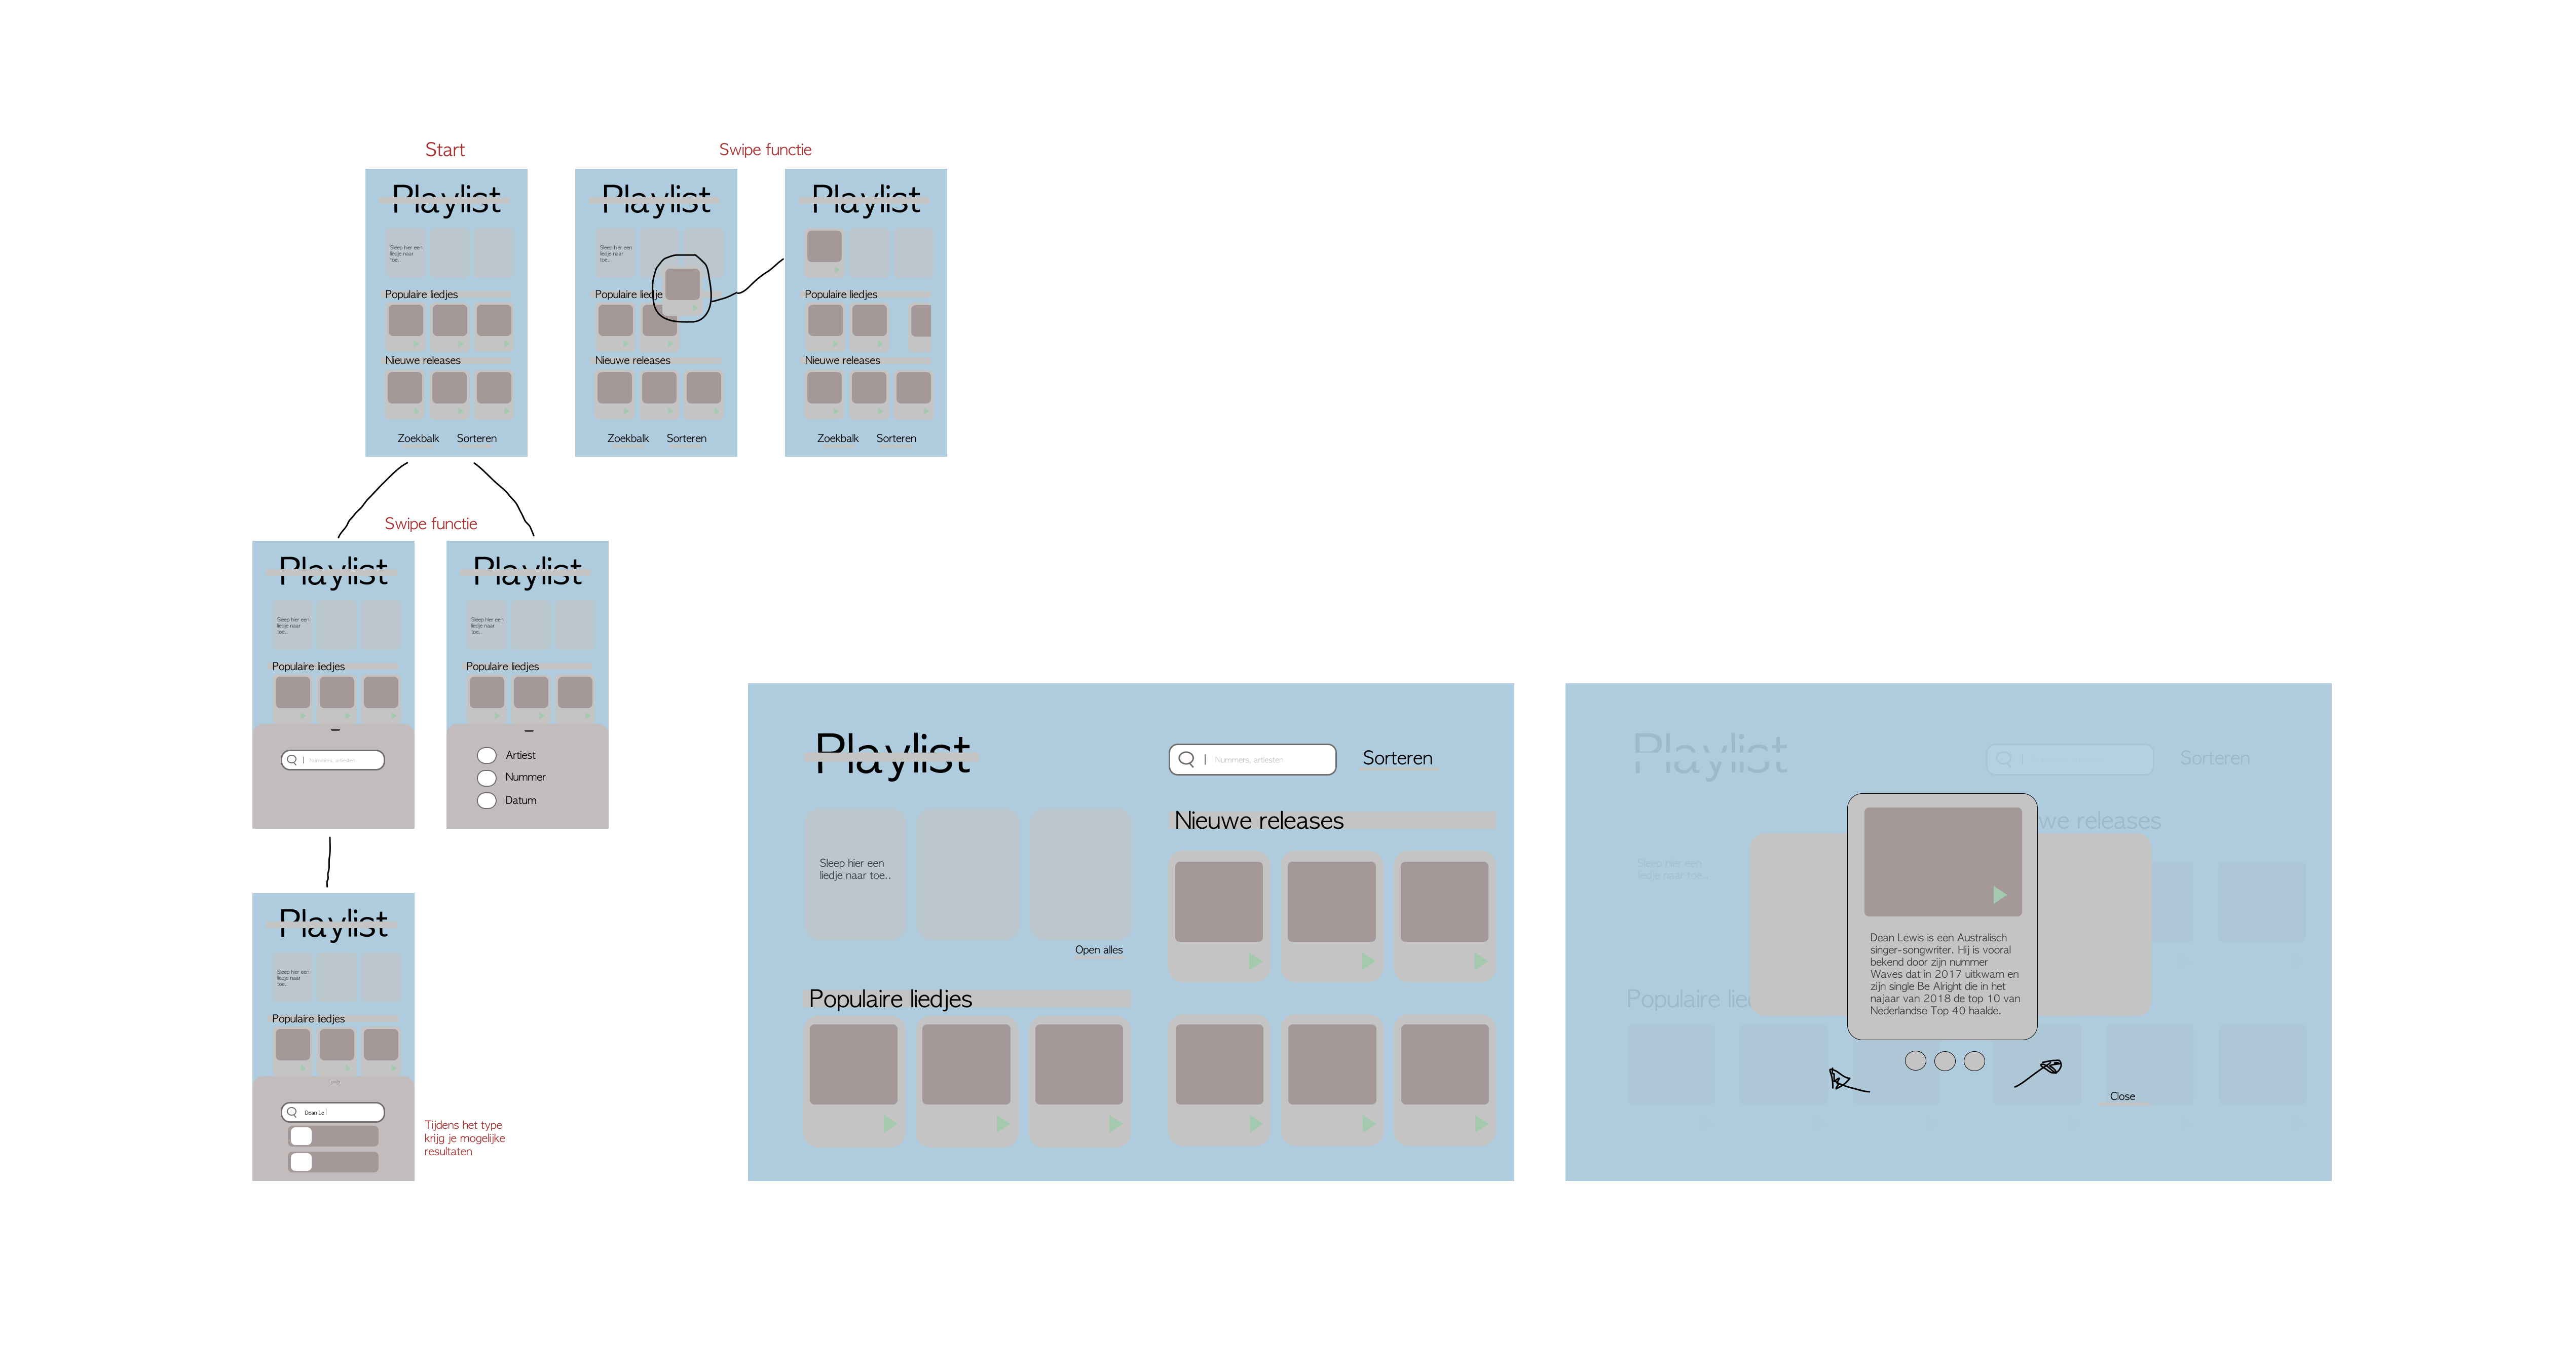 Start
Swipe functie
Playlist
Sleep hier een
liedje naar
toe..
Populaire liedjes
Nieuwe releases
Zoekbalk
Sorteren
Playlist
Sleep hier een
liedje naar
toe..
Populaire liedje
Nieuwe releases
Zoekbalk
Sorteren
Playlist
Populaire liedjes
Nieuwe releases
Zoekbalk
Sorteren
Swipe functie
Playlist
Sleep hier een
liedje naar
toe..
Populaire liedjes
Nummers, artiesten
Playlist
Sleep hier een
liedje naar
toe..
Populaire liedjes
Artiest
Nummer
Datum
Playlist
Sleep hier een
liedje naar
toe..
Populaire liedjes
Dean Le
Tijdens het type
krijg je mogelijke
resultaten
Playlist
Nummers, artiesten
Sorteren
Sleep hier een
liedje naar toe..
Open alles
Nieuwe releases
Populaire liedjes
Playlist
Sorteren
we releases
Sleep hier een
liedje naar toe
Populaire lied
Dean Lewis is een Australisch
singer-songwriter. Hij is vooral
bekend door zijn nummer
Waves dat in 2017 uitkwam en
zijn single Be Alright die in het
najaar van 2018 de top 10 van
Nederlandse Top 40 haalde.
Close